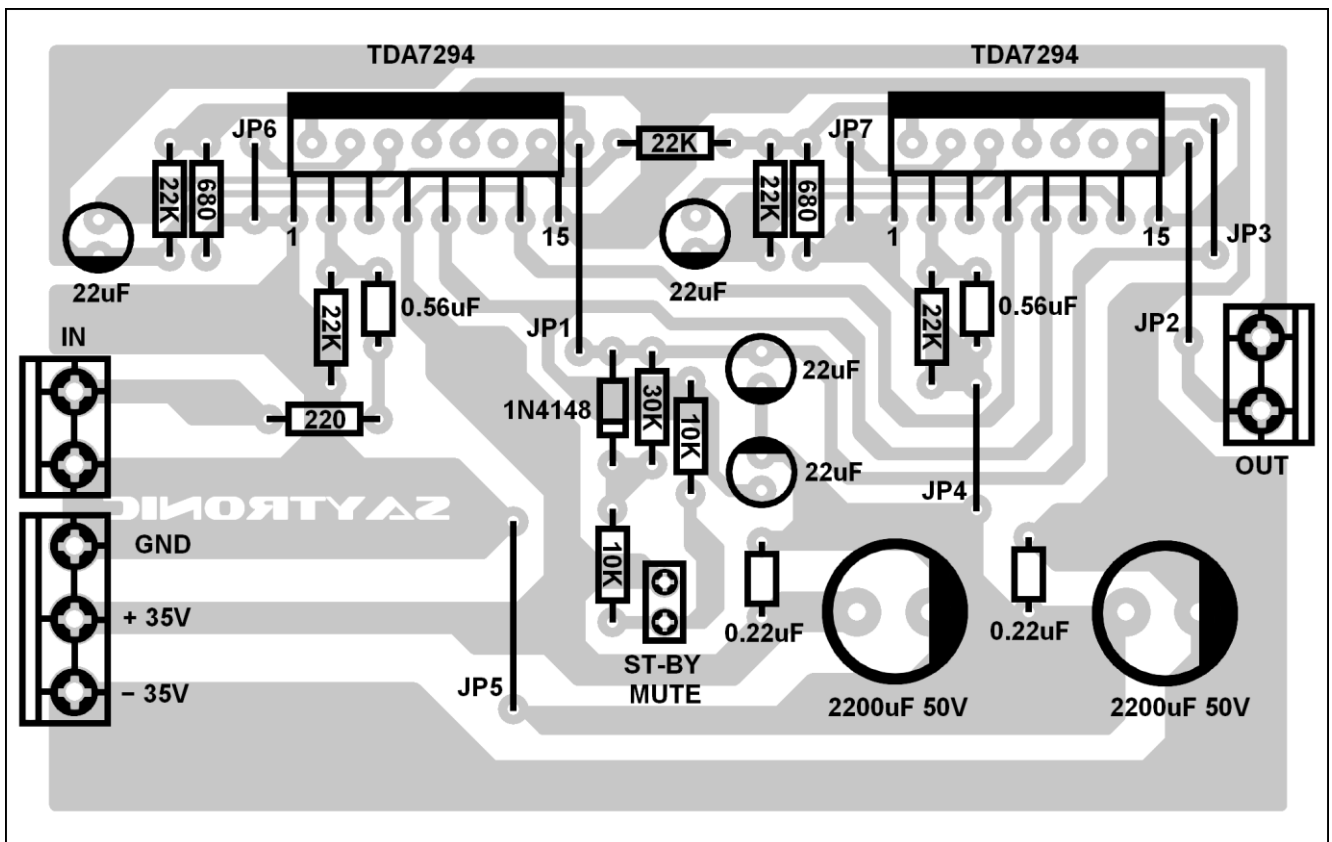 TDA7294
TDA7294
JP6
22K
JP7
22K
680
22K
680
1
15
1
15
JP3
22uF
22uF
22K
0.56uF
22K
0.56uF
IN
JP1
JP2
22uF
1N4148
30K
10K
220
22uF
JP4
OUT
SAYTRONIC
GND
10K
+ 35V
0.22uF
0.22uF
ST-BY
MUTE
JP5
− 35V
2200uF 50V
2200uF 50V